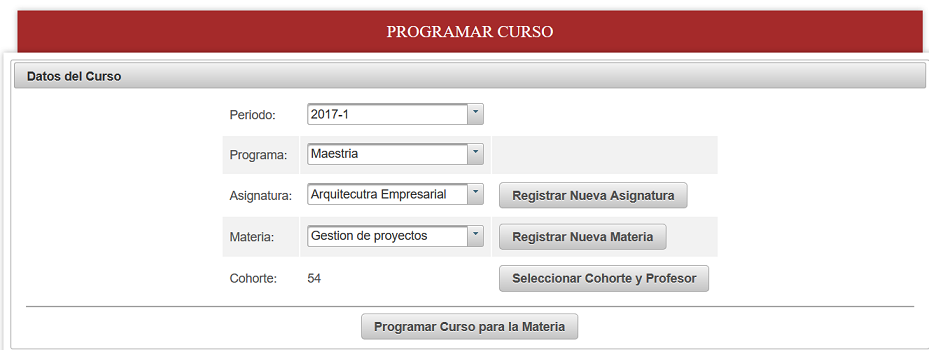 PROGRAMAR CURSO
Datos del Curso
Periodo: 2017-1
Programa: Maestria
Asignatura: Arquitecutra Empresarial Registrar Nueva Asignatura
Materia: Gestion de proyectos Registrar Nueva Materia
Cohorte: 54 Seleccionar Cohorte y Profesor
Programar Curso para la Materia